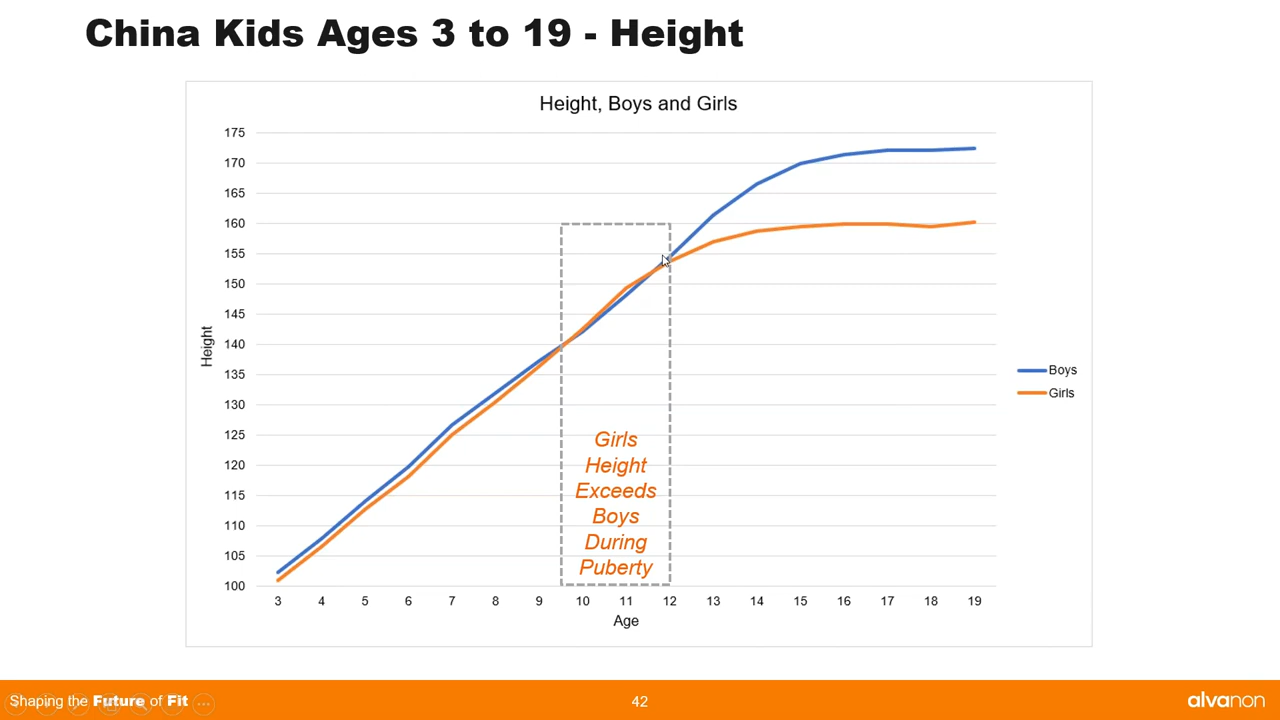 China Kids Ages 3 to 19 - Height
Height, Boys and Girls
175
170
165
160
155
150
145
140
135
130
125
120
115
110
105
100
Height
Girls
Height
Exceeds
Boys
During
Puberty
3 4 5 6 7 8 9 10 11 12 13 14 15 16 17 18 19
Age
Boys
Girls
Shaping the Future of Fit
42
alvanon